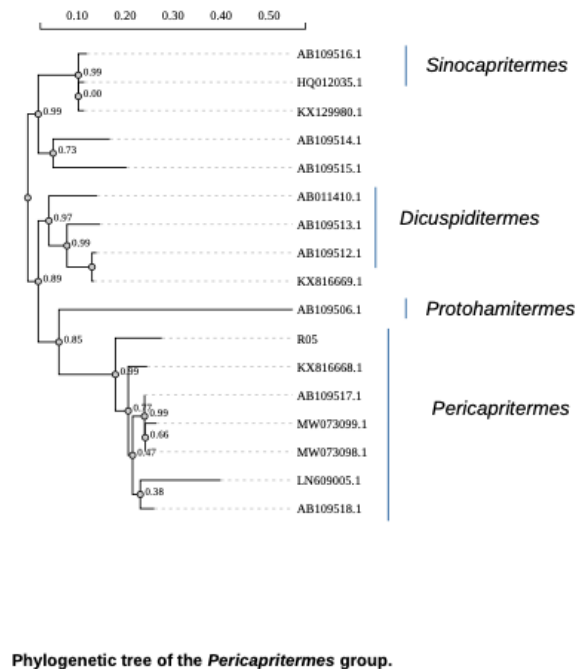 0.10 0.20 0.30 0.40 0.50
AB109516.1
Sinocapritermes
0.99
HQ012035.1
0.00
KX129980.1
0.99
AB109514.1
0.73
AB109515.1
AB011410.1
0.97
Dicuspiditermes
AB109513.1
0.99
AB109512.1
0.89
KX816669.1
AB109506.1
Protohamitermes
0.85
R05
KX816668.1
0.99
AB109517.1
Pericapritermes
0.77
0.99
MW073099.1
0.66
MW073098.1
0.47
LN609005.1
0.38
AB109518.1
Phylogenetic tree of the Pericapritermes group.